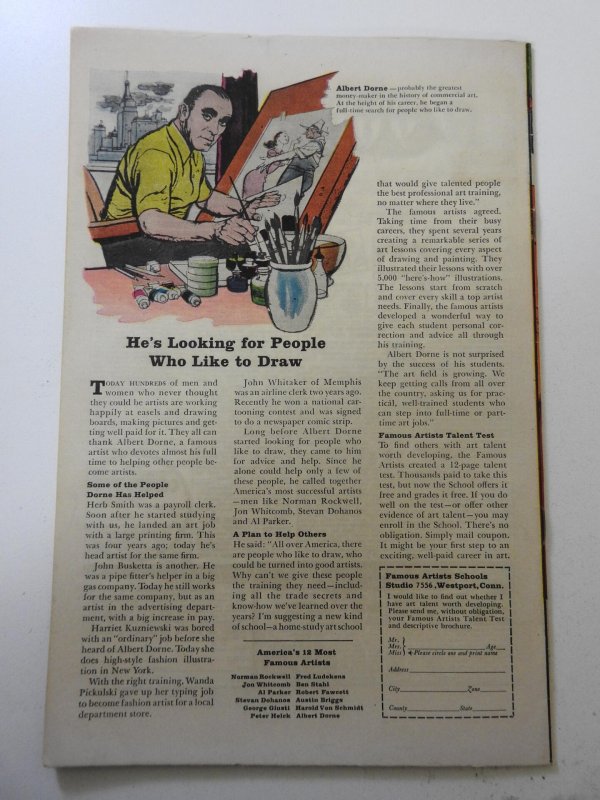 Albert Dorne — probably the greatest
money-maker in the history of commercial art.
At the height of his career, he began a
full-time search for people who like to draw.
He's Looking for People
Who Like to Draw
TODAY HUNDREDS of men and
women who never thought
they could be artists are working
happily at easels and drawing
boards, making pictures and get-
ting well paid for it. They all can
thank Albert Dorne, a famous
artist who devotes almost his full
time to helping other people be-
come artists.
Some of the People
Dorne Has Helped
Herb Smith was a payroll clerk.
Soon after he started studying
with us, he landed an art job
with a large printing firm. This
was four years ago; today he's
head artist for the same firm.
John Busketta is another. He
was a pipe fitter's helper in a big
gas company. Today he still works
for the same company, but as an
artist in the advertising depart-
ment, with a big increase in pay.
Harriet Kuzniewski was bored
with an "ordinary" job before she
heard of Albert Dorne. Today she
does high-style fashion illustra-
tion in New York.
With the right training, Wanda
Pickulski gave up her typing job
to become fashion artist for a local
department store.
John Whitaker of Memphis
was an airline clerk two years ago.
Recently he won a national car-
tooning contest and was signed
to do a newspaper comic strip.
Long before Albert Dorne
started looking for people who
like to draw, they came to him
for advice and help. Since he
alone could help only a few of
these people, he called together
America's most successful artists
—men like Norman Rockwell,
Jon Whitcomb, Stevan Dohanos
and Al Parker.
A Plan to Help Others
He said: "All over America, there
are people who like to draw, who
could be turned into good artists.
Why can't we give these people
the training they need—includ-
ing all the trade secrets and
know-how we've learned over the
years? I'm suggesting a new kind
of school—a home-study art school
America's 12 Most
Famous Artists
Norman Rockwell Fred Ludekens
Jon Whitcomb Ben Stahl
Al Parker Robert Fawcett
Stevan Dohanos Austin Briggs
George Giusti Harold Von Schmidt
Peter Helck Albert Dorne
that would give talented people
the best professional art training,
no matter where they live."
The famous artists agreed.
Taking time from their busy
careers, they spent several years
creating a remarkable series of
art lessons covering every aspect
of drawing and painting. They
illustrated their lessons with over
5,000 "here's-how" illustrations.
The lessons start from scratch
and cover every skill a top artist
needs. Finally, the famous artists
developed a wonderful way to
give each student personal cor-
rection and advice all through
his training.
Albert Dorne is not surprised
by the success of his students.
"The art field is growing. We
keep getting calls from all over
the country, asking us for prac-
tical, well-trained students who
can step into full-time or part-
time art jobs."
Famous Artists Talent Test
To find others with art talent
worth developing, the Famous
Artists created a 12-page talent
test. Thousands paid to take this
test, but now the School offers it
free and grades it free. If you do
well on the test—or offer other
evidence of art talent—you may
enroll in the School. There's no
obligation. Simply mail coupon.
It might be your first step to an
exciting, well-paid career in art.
Famous Artists Schools
Studio 7556, Westport, Conn.
I would like to find out whether I
have art talent worth developing.
Please send me, without obligation,
your Famous Artists Talent Test
and descriptive brochure.
Mr.
Mrs. Age
Miss Please circle one and print name
Address
City Zone
County State